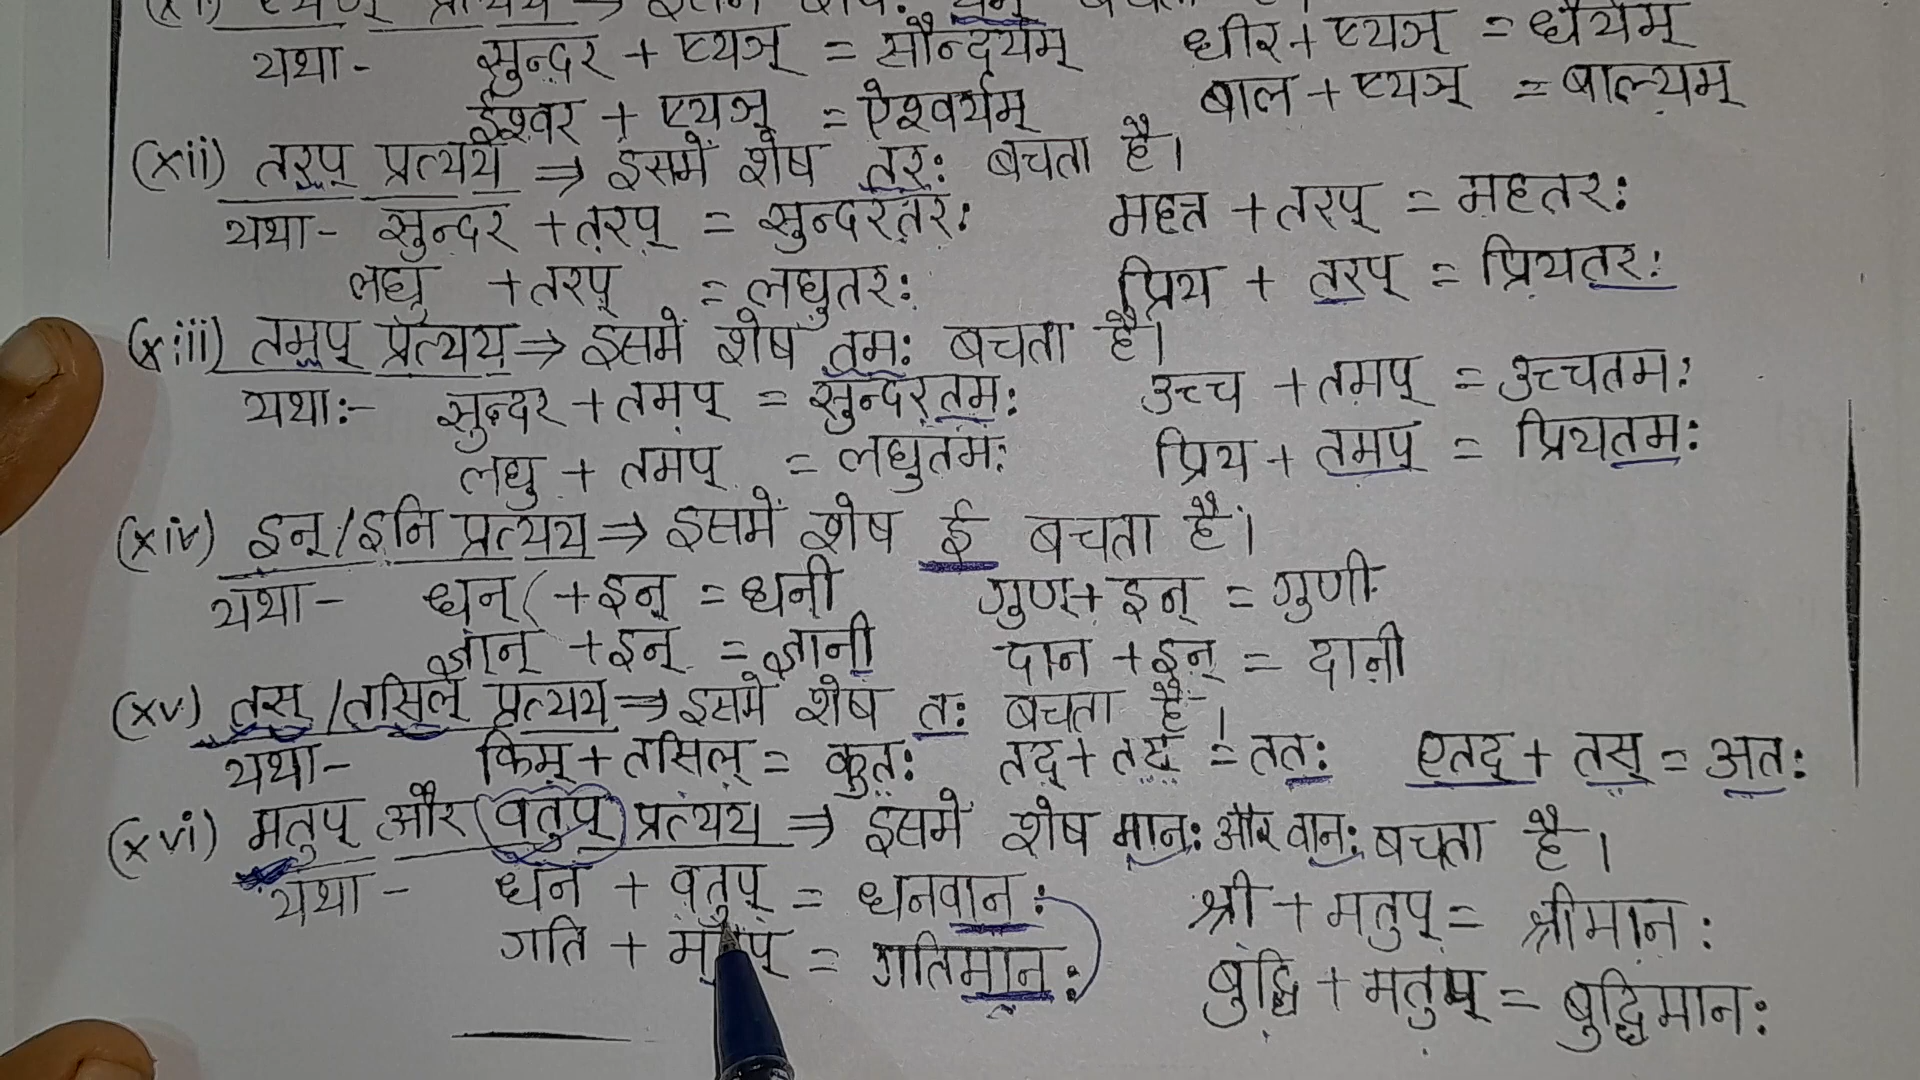 यथा- सुन्दर + ष्यञ् = सौन्दर्यम् धीर + ष्यञ् = धैर्यम्
ईश्वर + ष्यञ् = ऐश्वर्यम् बाल + ष्यञ् = बाल्यम्
(xii) तरप् प्रत्यय ⇒ इसमें शेष तर: बचता है।
यथा- सुन्दर + तरप् = सुन्दरतर: महत + तरप् = महतर:
लघु + तरप् = लघुतर: प्रिय + तरप् = प्रियतर:
(xiii) तमप् प्रत्यय ⇒ इसमें शेष तम: बचता है।
यथा:- सुन्दर + तमप् = सुन्दरतम: उच्च + तमप् = उच्चतम:
लघु + तमप् = लघुतम: प्रिय + तमप् = प्रियतम:
(xiv) इन्/इनि प्रत्यय ⇒ इसमें शेष ई बचता है।
यथा- धन् ( + इन् = धनी गुण + इन् = गुणी
ज्ञान् + इन् = ज्ञानी दान + इन् = दानी
(xv) तस्/तसिल् प्रत्यय ⇒ इसमें शेष त: बचता है।
यथा- किम् + तसिल् = कुत: तद् + तस् = तत: एतद् + तस् = अत:
(xvi) मतुप् और वतुप् प्रत्यय ⇒ इसमें शेष मान: और वान: बचता है।
यथा- धन + वतुप् = धनवान: श्री + मतुप् = श्रीमान:
गति + मतुप् = गतिमान: बुद्धि + मतुप् = बुद्धिमान: